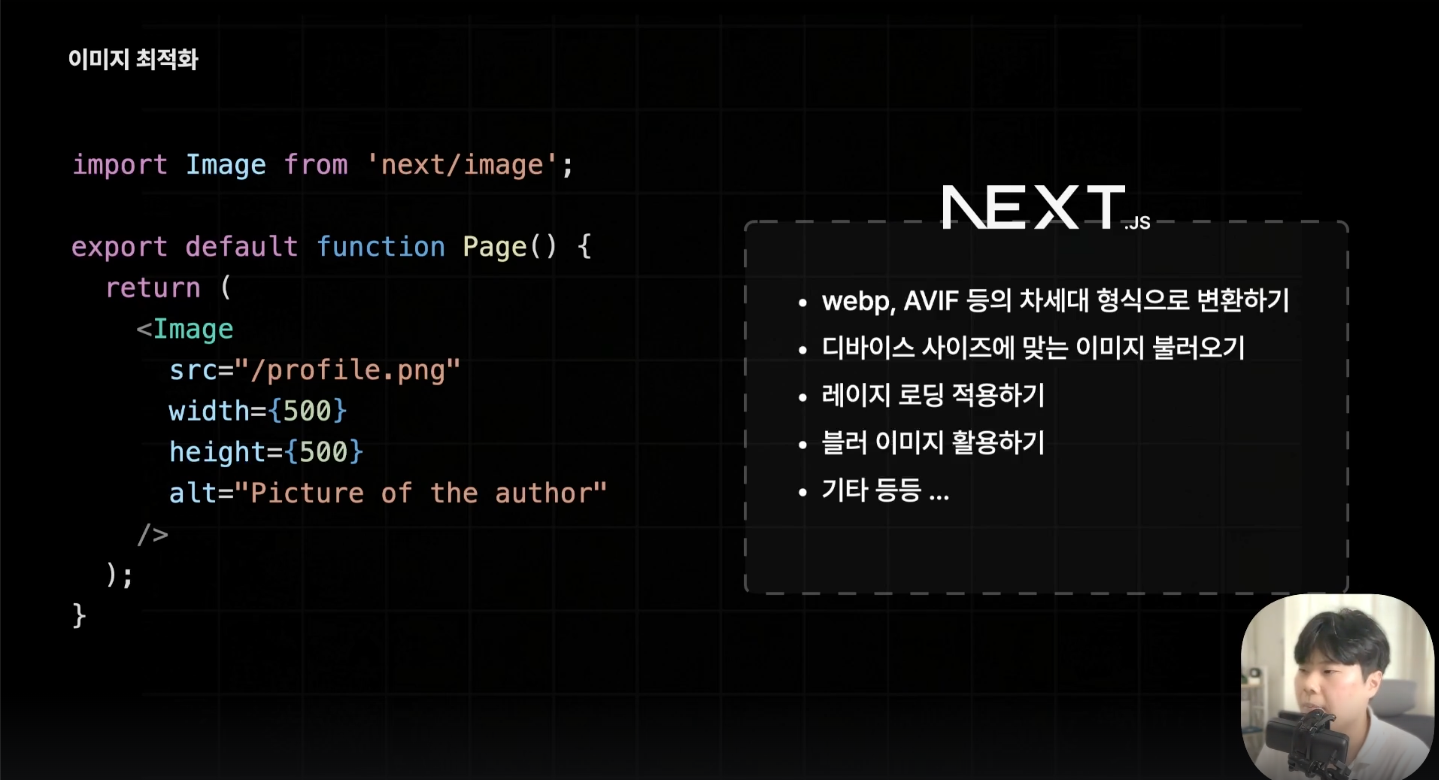 이미지 최적화
import Image from 'next/image';
export default function Page() {
return (
<Image
src="/profile.png"
width={500}
height={500}
alt="Picture of the author"
/>
);
}
NEXT.JS
• webp, AVIF 등의 차세대 형식으로 변환하기
• 디바이스 사이즈에 맞는 이미지 불러오기
• 레이지 로딩 적용하기
• 블러 이미지 활용하기
• 기타 등등 ...